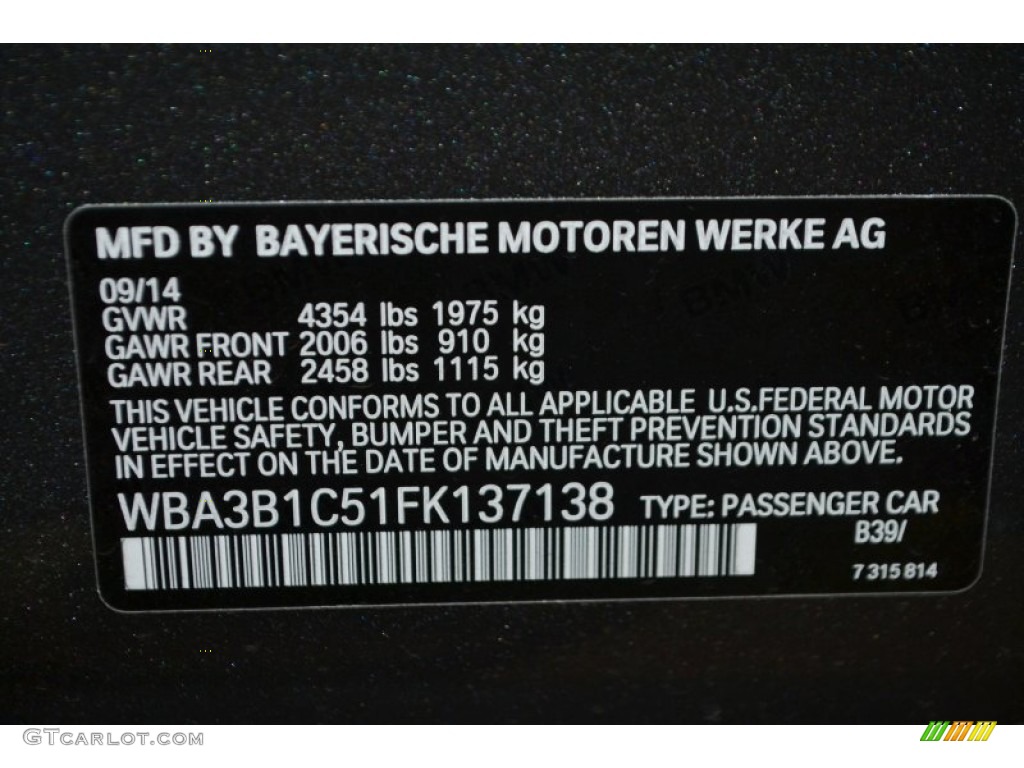 MFD BY BAYERISCHE MOTOREN WERKE AG
09/14
GVWR 4354 lbs 1975 kg
GAWR FRONT 2006 lbs 910 kg
GAWR REAR 2458 lbs 1115 kg
THIS VEHICLE CONFORMS TO ALL APPLICABLE U.S.FEDERAL MOTOR
VEHICLE SAFETY, BUMPER AND THEFT PREVENTION STANDARDS
IN EFFECT ON THE DATE OF MANUFACTURE SHOWN ABOVE.
WBA3B1C51FK137138 TYPE: PASSENGER CAR
B39/
7 315 814
GTCARLOT.COM